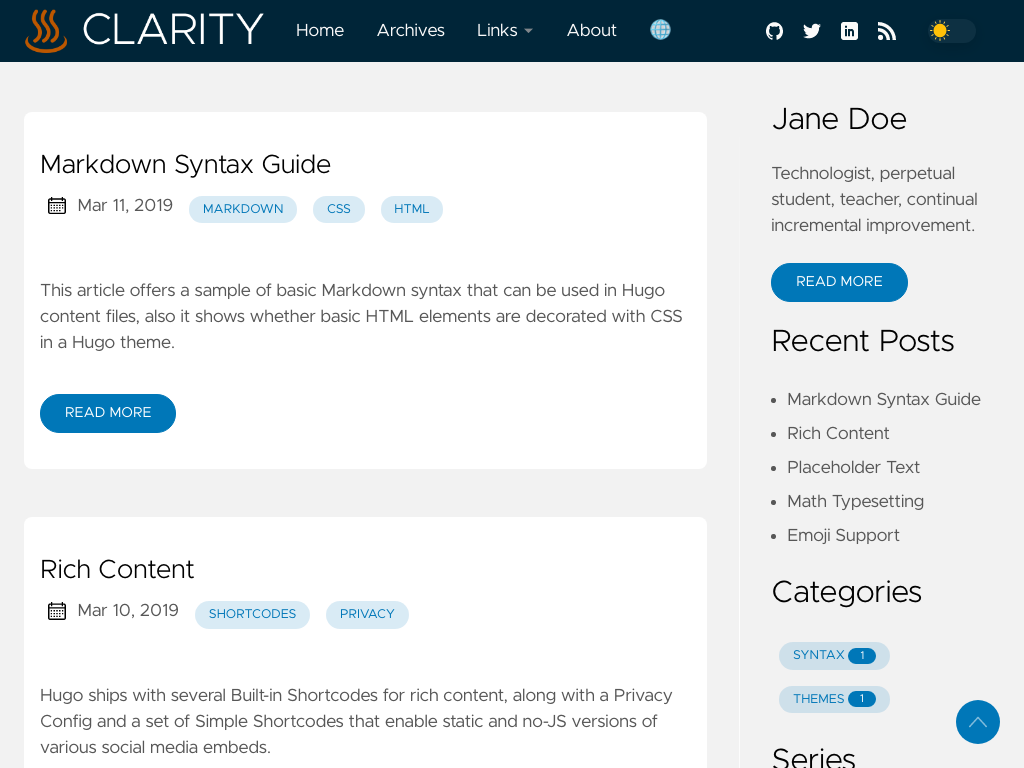 CLARITY
Home
Archives
Links
About
Markdown Syntax Guide
Mar 11, 2019
MARKDOWN
CSS
HTML
This article offers a sample of basic Markdown syntax that can be used in Hugo
content files, also it shows whether basic HTML elements are decorated with CSS
in a Hugo theme.
READ MORE
Rich Content
Mar 10, 2019
SHORTCODES
PRIVACY
Hugo ships with several Built-in Shortcodes for rich content, along with a Privacy
Config and a set of Simple Shortcodes that enable static and no-JS versions of
various social media embeds.
Jane Doe
Technologist, perpetual
student, teacher, continual
incremental improvement.
READ MORE
Recent Posts
Markdown Syntax Guide
Rich Content
Placeholder Text
Math Typesetting
Emoji Support
Categories
SYNTAX 1
THEMES 1
Series